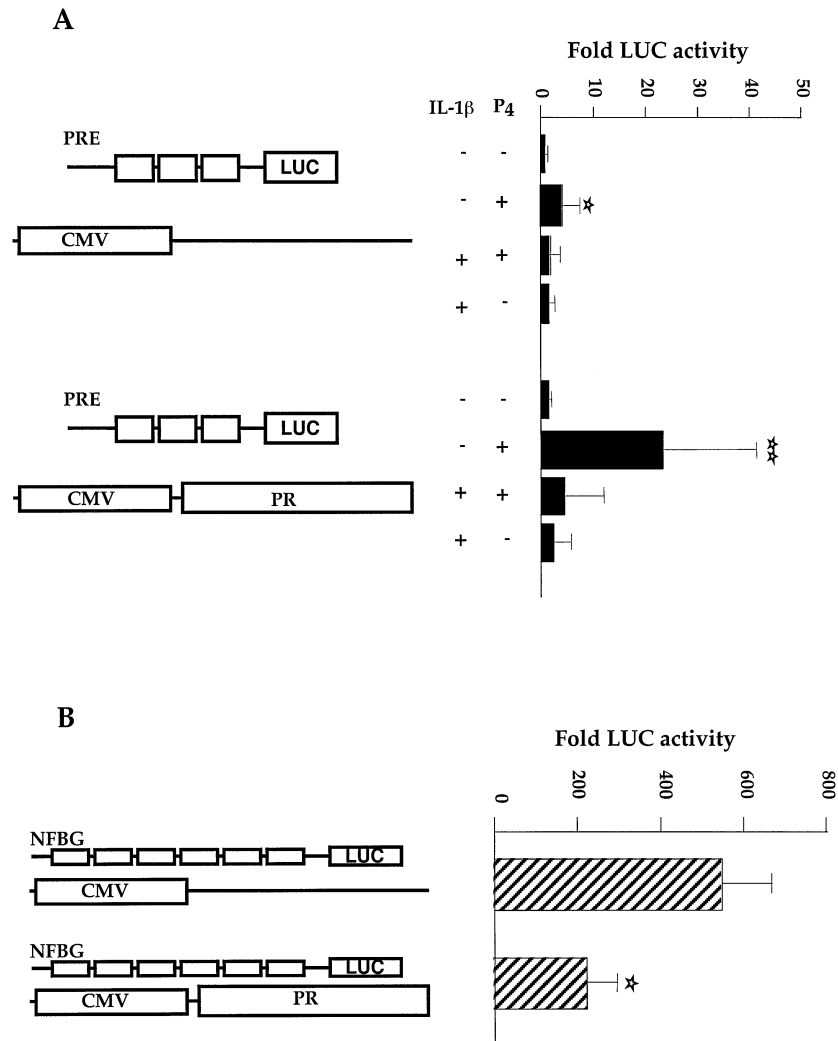 A
Fold LUC activity
0 10 20 30 40 50
IL-1β P4
PRE
LUC
CMV
- -
- +
+ +
+ -
PRE
LUC
CMV PR
- -
- +
+ +
+ -
B
Fold LUC activity
0 200 400 600 800
NFBG
LUC
CMV
NFBG
LUC
CMV PR